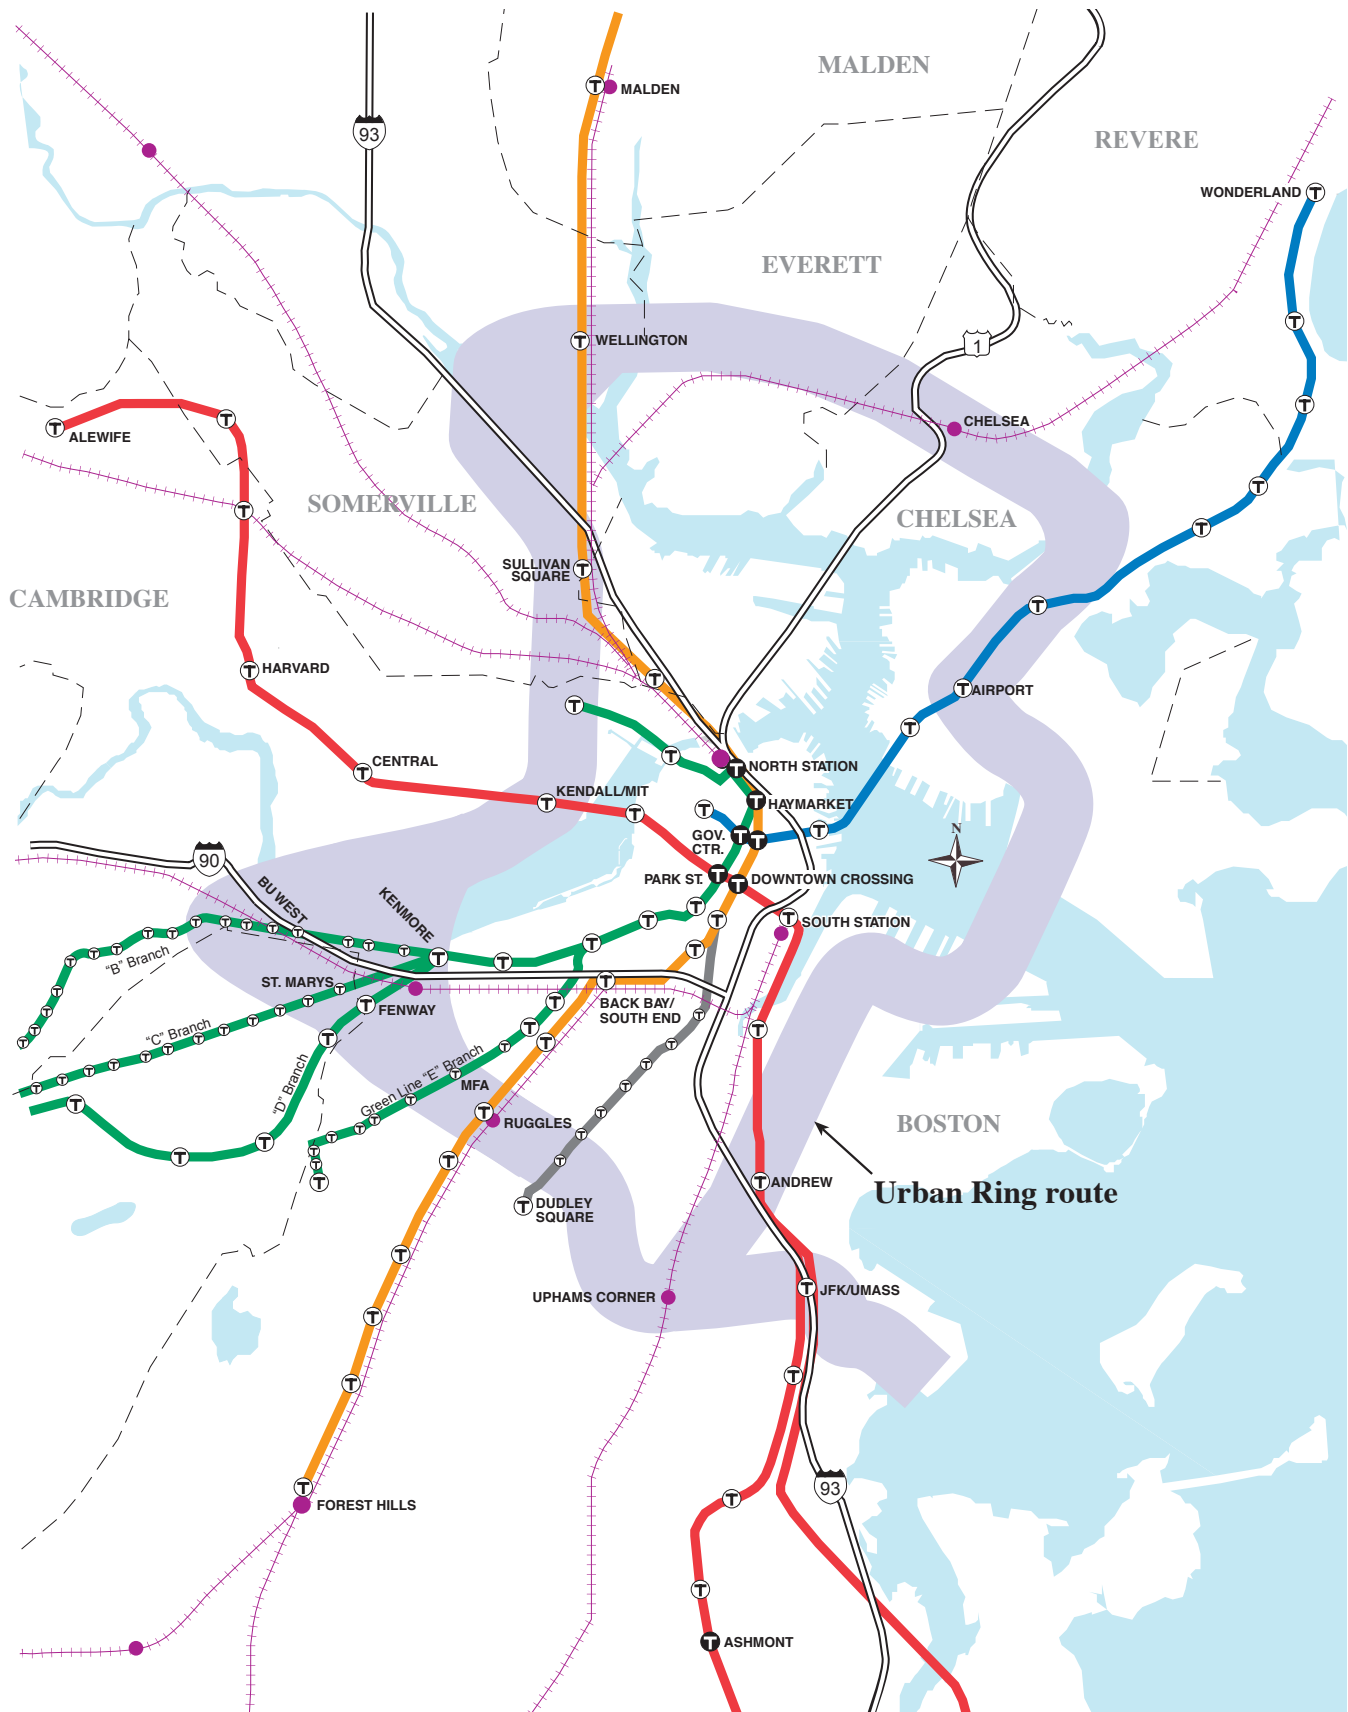 MALDEN
93
MALDEN
REVERE
WONDERLAND
EVERETT
WELLINGTON
1
CHELSEA
ALEWIFE
SOMERVILLE
CHELSEA
SULLIVAN
SQUARE
CAMBRIDGE
HARVARD
AIRPORT
CENTRAL
NORTH STATION
KENDALL/MIT
HAYMARKET
GOV.
CTR.
N
90
PARK ST.
DOWNTOWN CROSSING
BU WEST
KENMORE
SOUTH STATION
"B" Branch
ST. MARYS
FENWAY
BACK BAY/
SOUTH END
"C" Branch
"D" Branch
Green Line "E" Branch
MFA
RUGGLES
BOSTON
ANDREW
Urban Ring route
DUDLEY
SQUARE
UPHAMS CORNER
JFK/UMASS
93
FOREST HILLS
ASHMONT